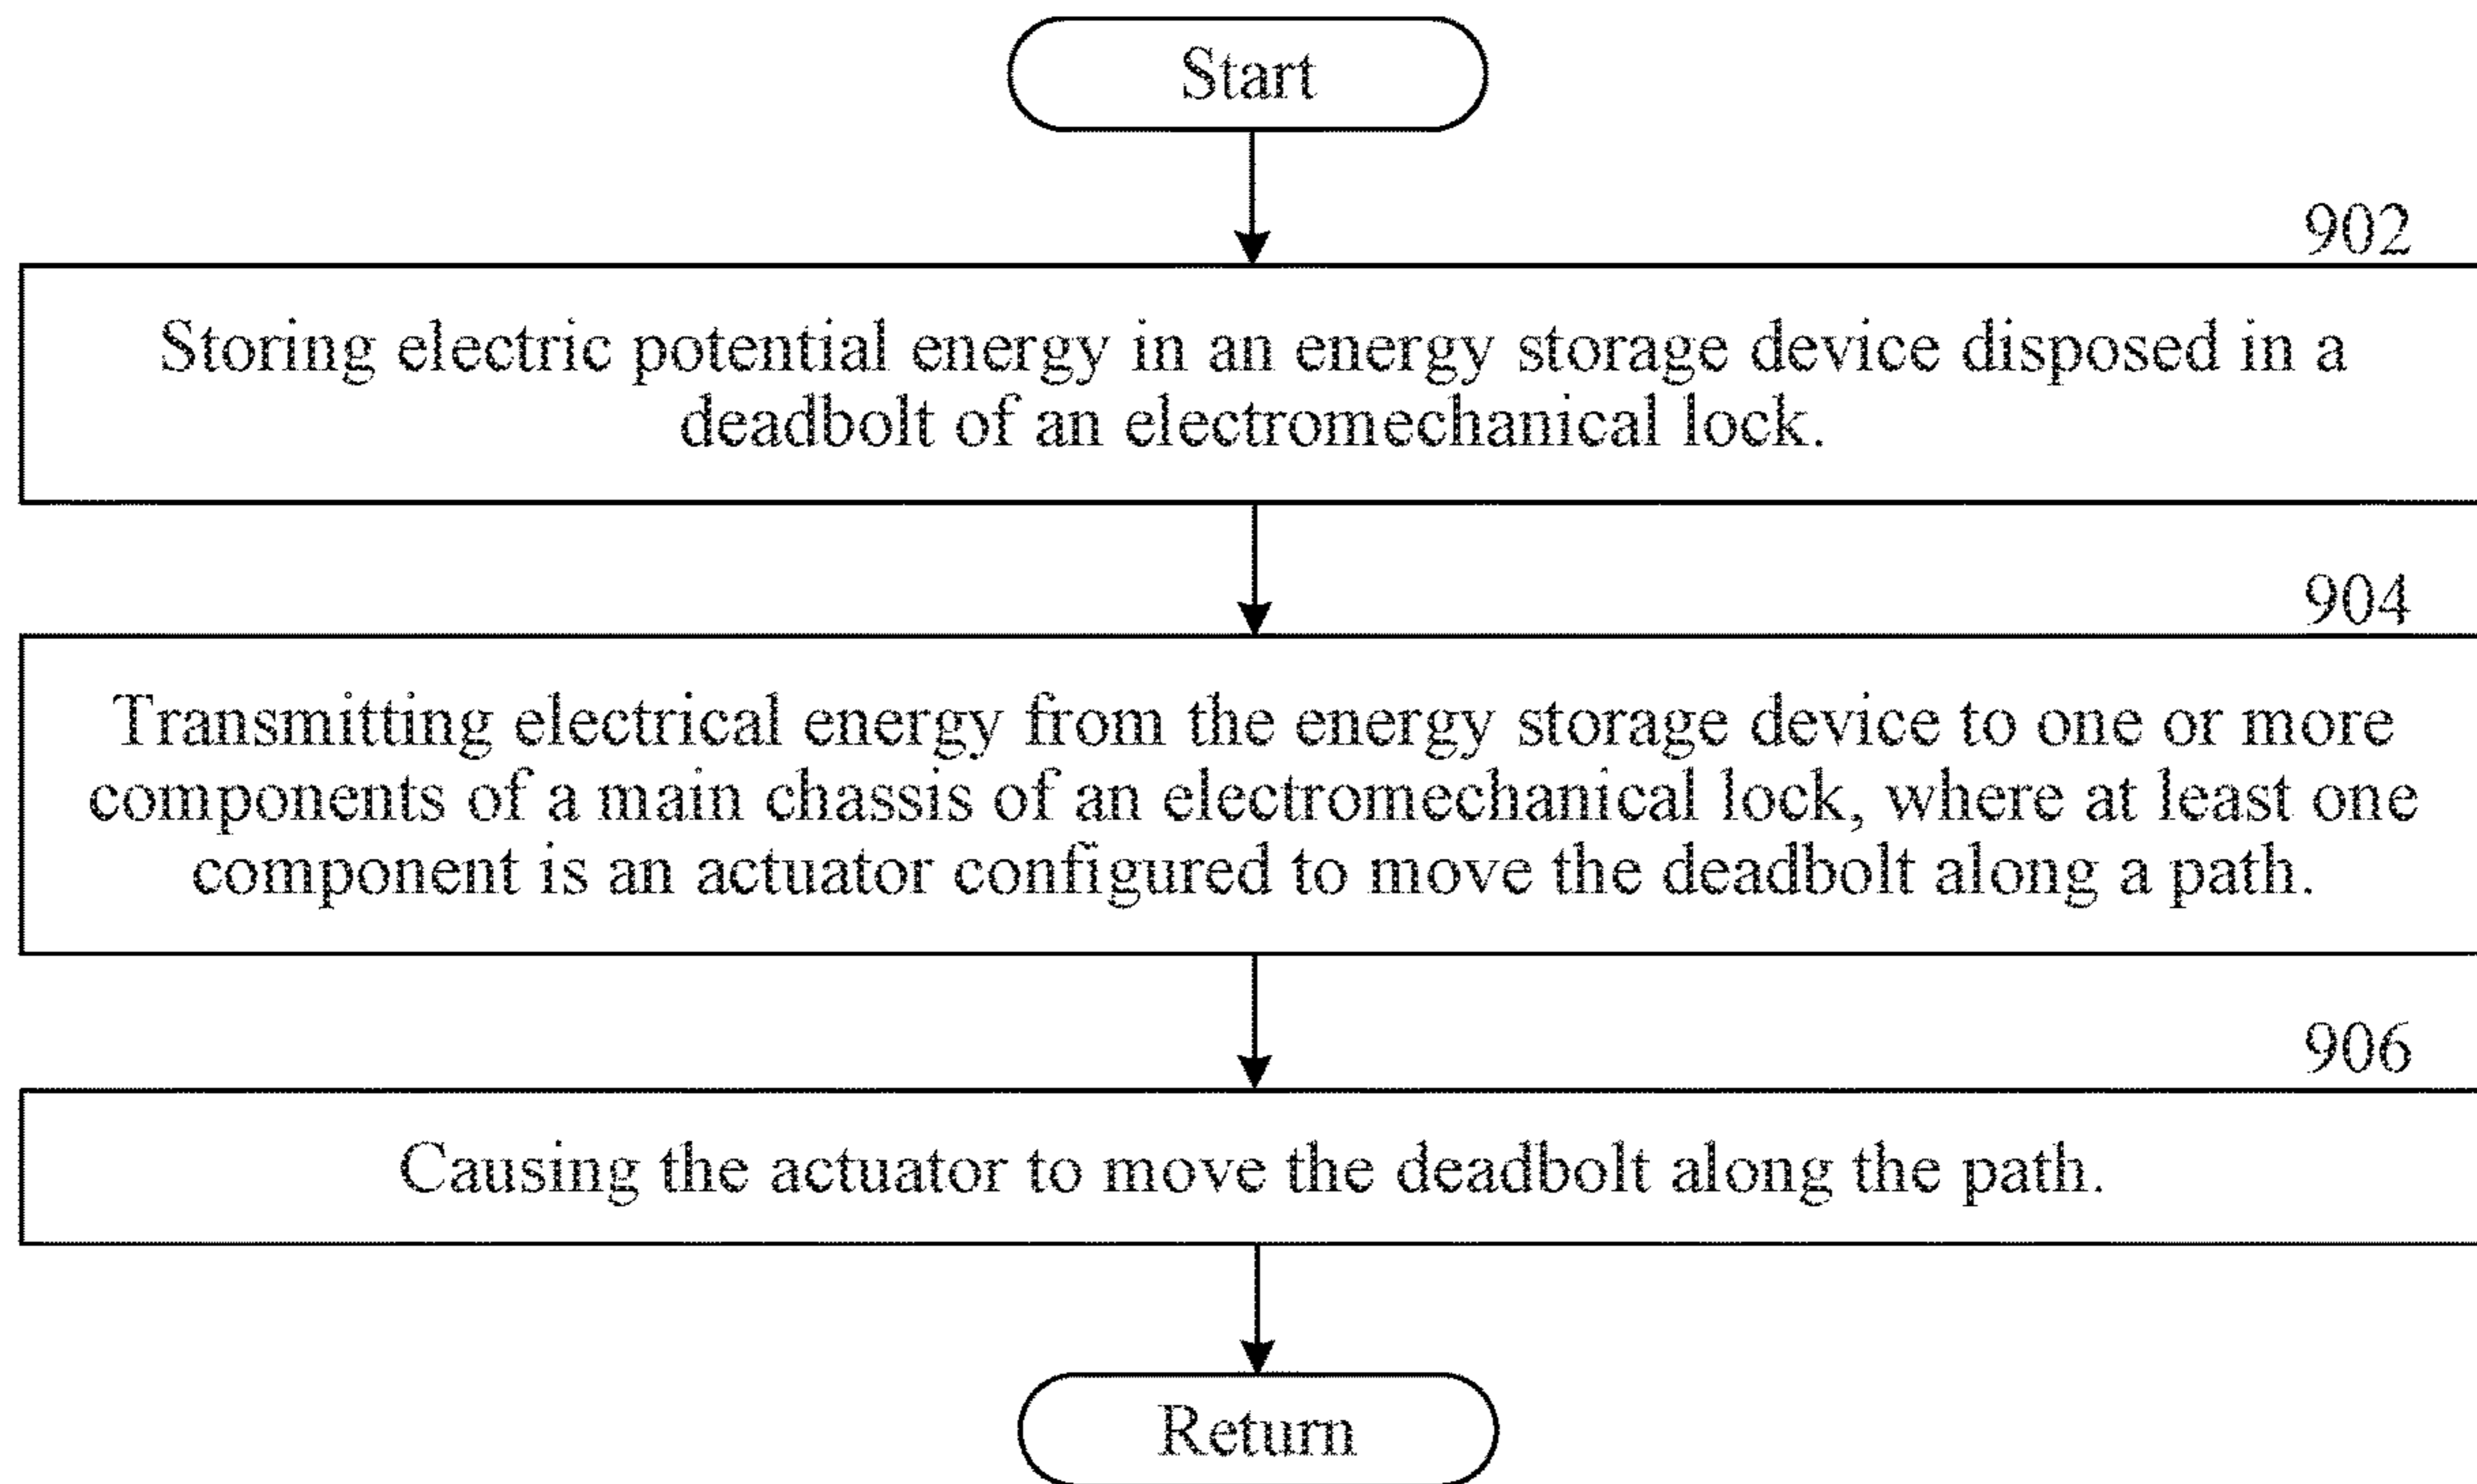 Start
902
Storing electric potential energy in an energy storage device disposed in a
deadbolt of an electromechanical lock.
904
Transmitting electrical energy from the energy storage device to one or more
components of a main chassis of an electromechanical lock, where at least one
component is an actuator configured to move the deadbolt along a path.
906
Causing the actuator to move the deadbolt along the path.
Return